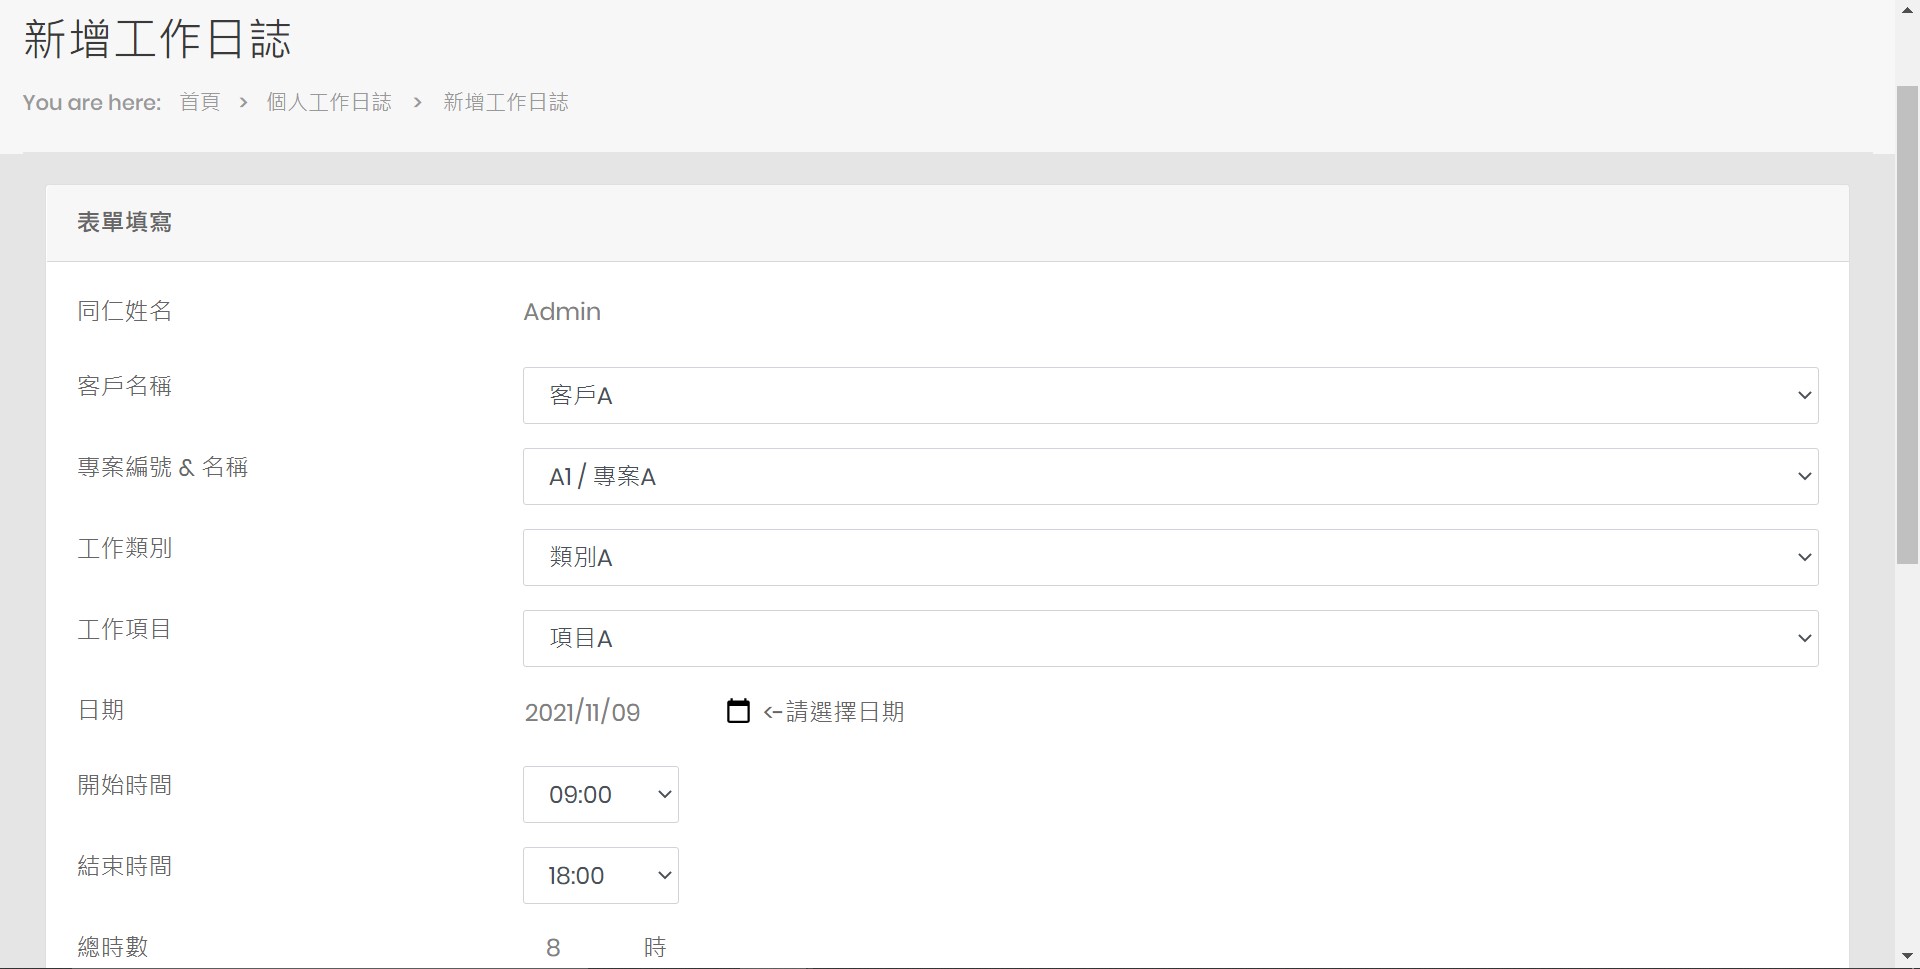 新增工作日誌
You are here: 首頁 > 個人工作日誌 > 新增工作日誌
表單填寫
同仁姓名 Admin
客戶名稱 客戶A
專案編號 & 名稱 A1 / 專案A
工作類別 類別A
工作項目 項目A
日期 2021/11/09 <-請選擇日期
開始時間 09:00
結束時間 18:00
總時數 8 時